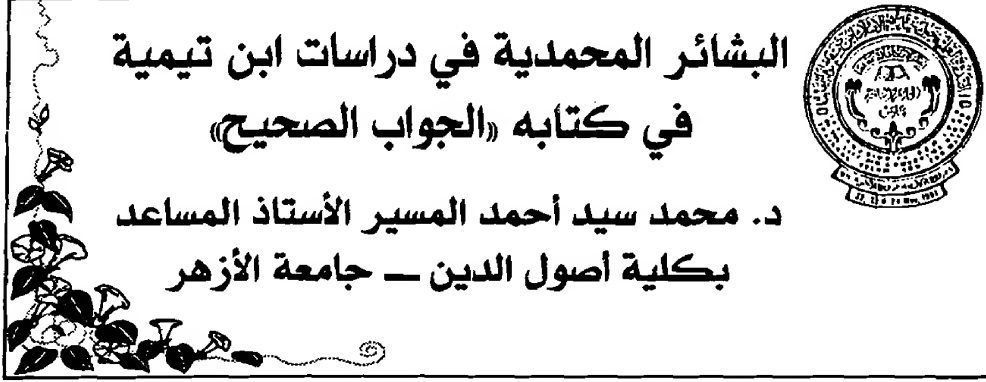 البشائر المحمدية في دراسات ابن تيمية
في كتابه «الجواب الصحيح»
د. محمد سيد أحمد المسير الأستاذ المساعد
بكلية أصول الدين ــ جامعة الأزهر